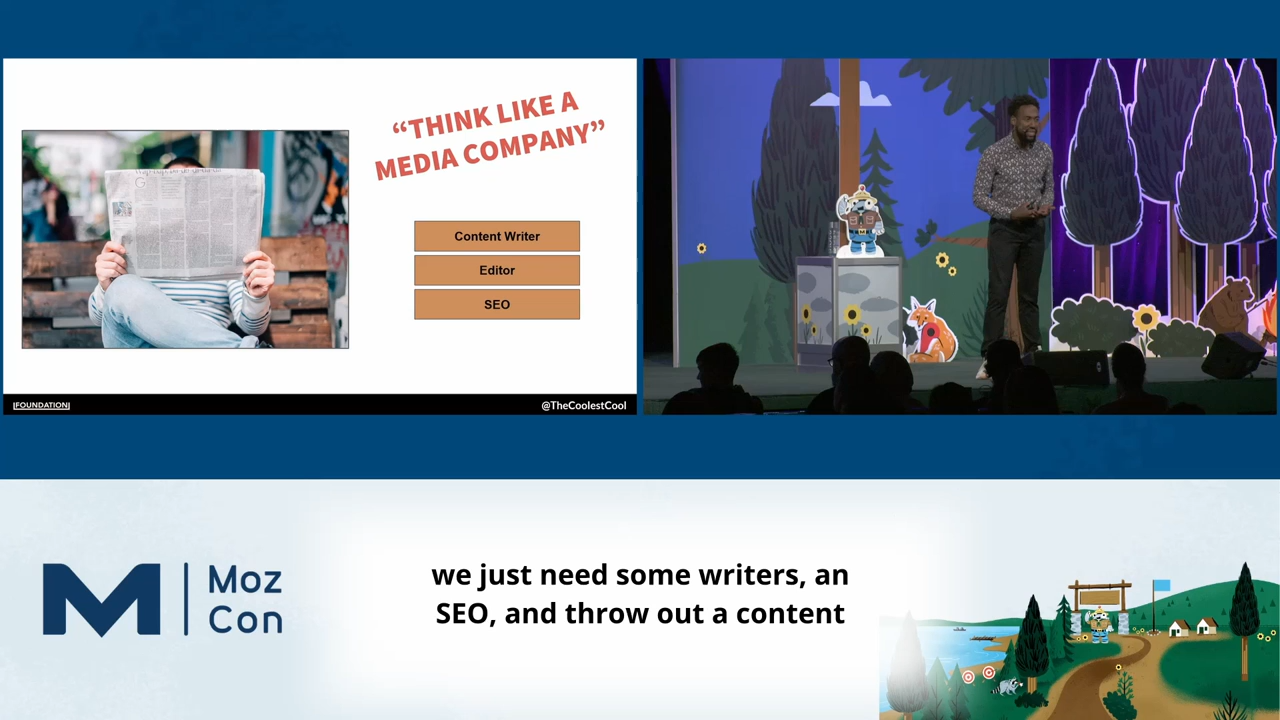 “THINK LIKE A
MEDIA COMPANY”
Content Writer
Editor
SEO
|FOUNDATION|
@TheCoolestCool
Moz
Con
we just need some writers, an
SEO, and throw out a content